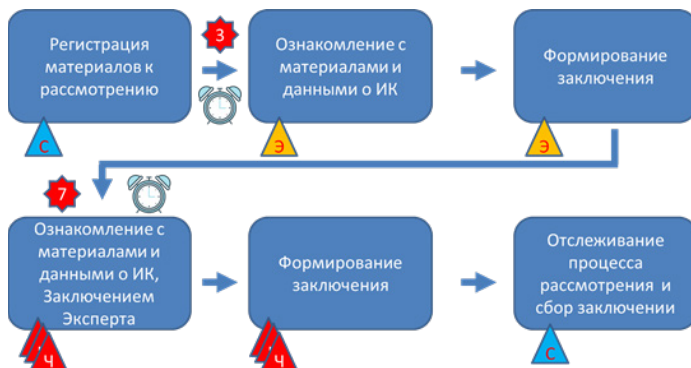 Регистрация
материалов к
рассмотрению
С
3
Ознакомление с
материалами и
данными о ИК
Э
Формирование
заключения
Э
7
Ознакомление с
материалами и
данными о ИК,
Заключением
Эксперта
Ч
Формирование
заключения
Ч
Отслеживание
процесса
рассмотрения и
сбор заключении
С